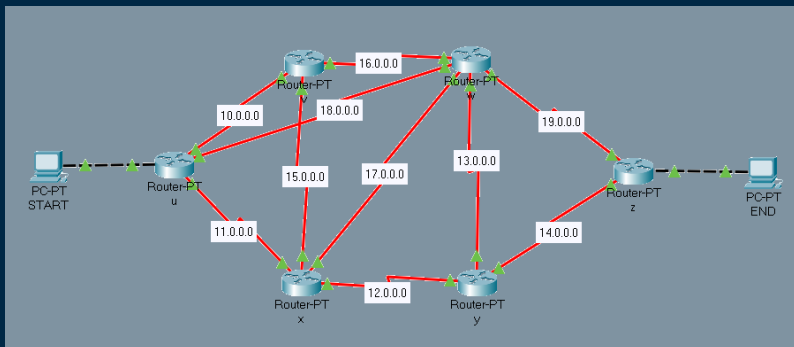 16.0.0.0
Router-PT
v
Router-PT
w
10.0.0.0
18.0.0.0
19.0.0.0
PC-PT
START
Router-PT
u
15.0.0.0
17.0.0.0
13.0.0.0
Router-PT
z
PC-PT
END
11.0.0.0
14.0.0.0
12.0.0.0
Router-PT
x
Router-PT
y